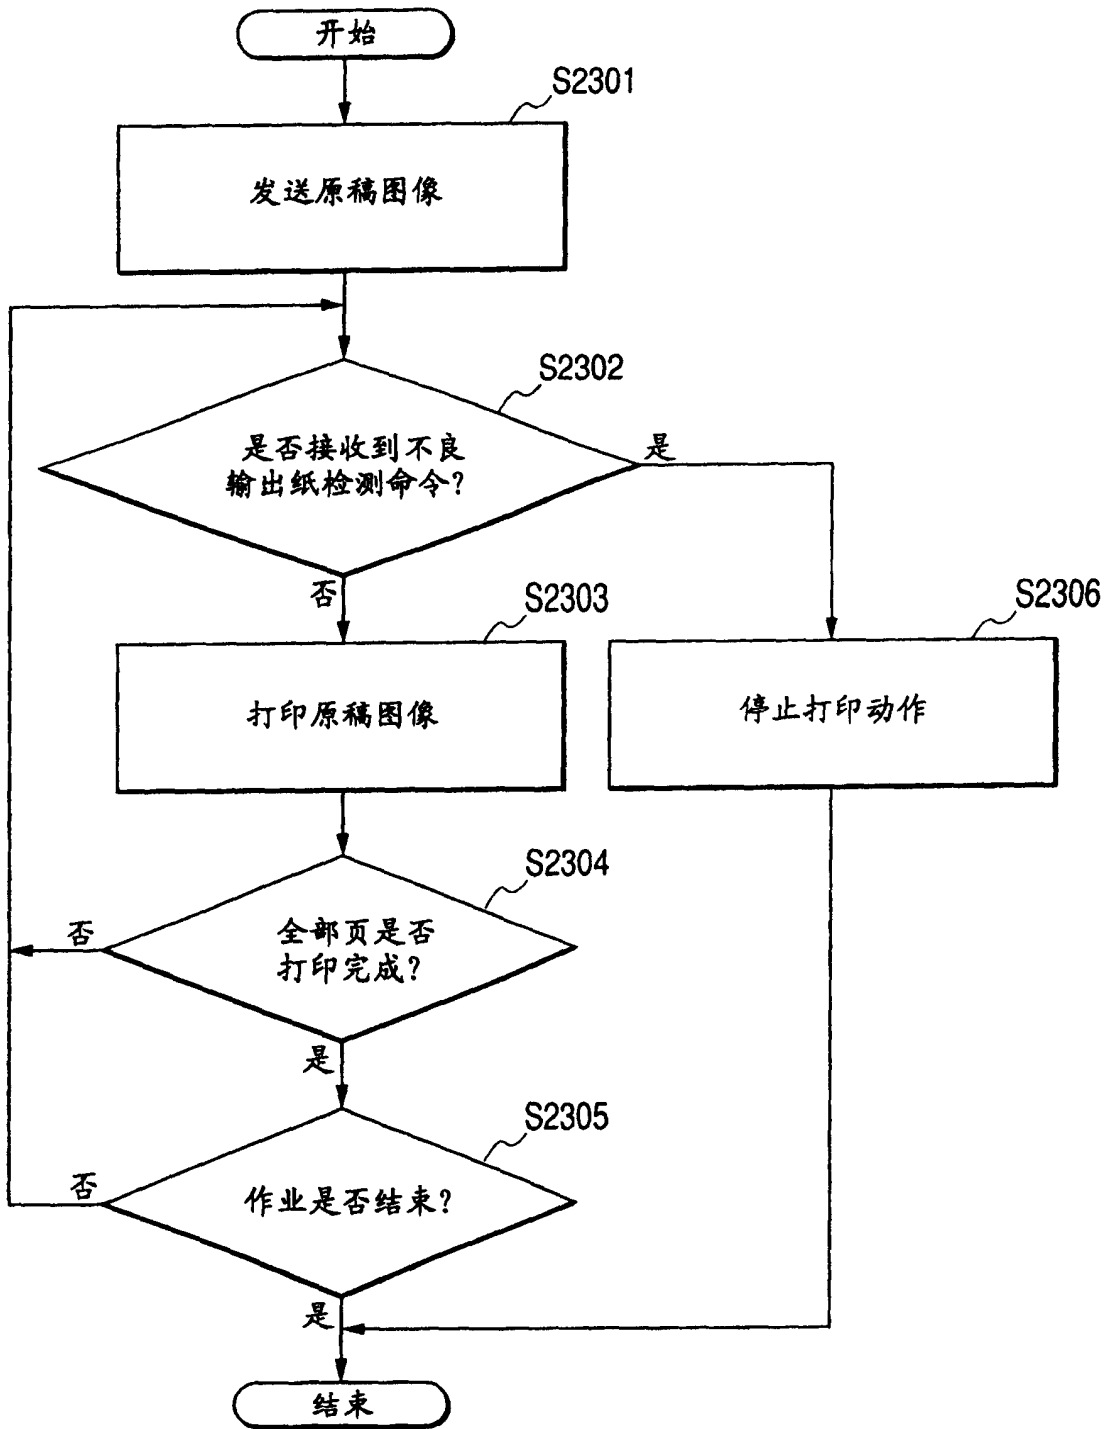 开始
S2301
发送原稿图像
S2302
是否接收到不良
输出纸检测命令?
是
否
S2303
打印原稿图像
S2306
停止打印动作
S2304
全部页是否
打印完成?
否
是
S2305
作业是否结束?
否
是
结束